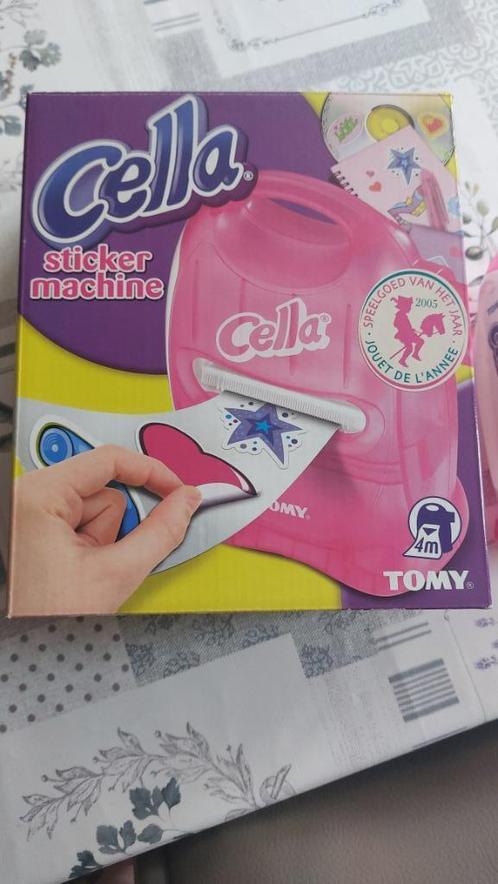 Cella®
sticker
machine
Cella®
SPEELGOED VAN HET JAAR
2005
JOUET DE L'ANNEE
TOMY®
4m
TOMY®